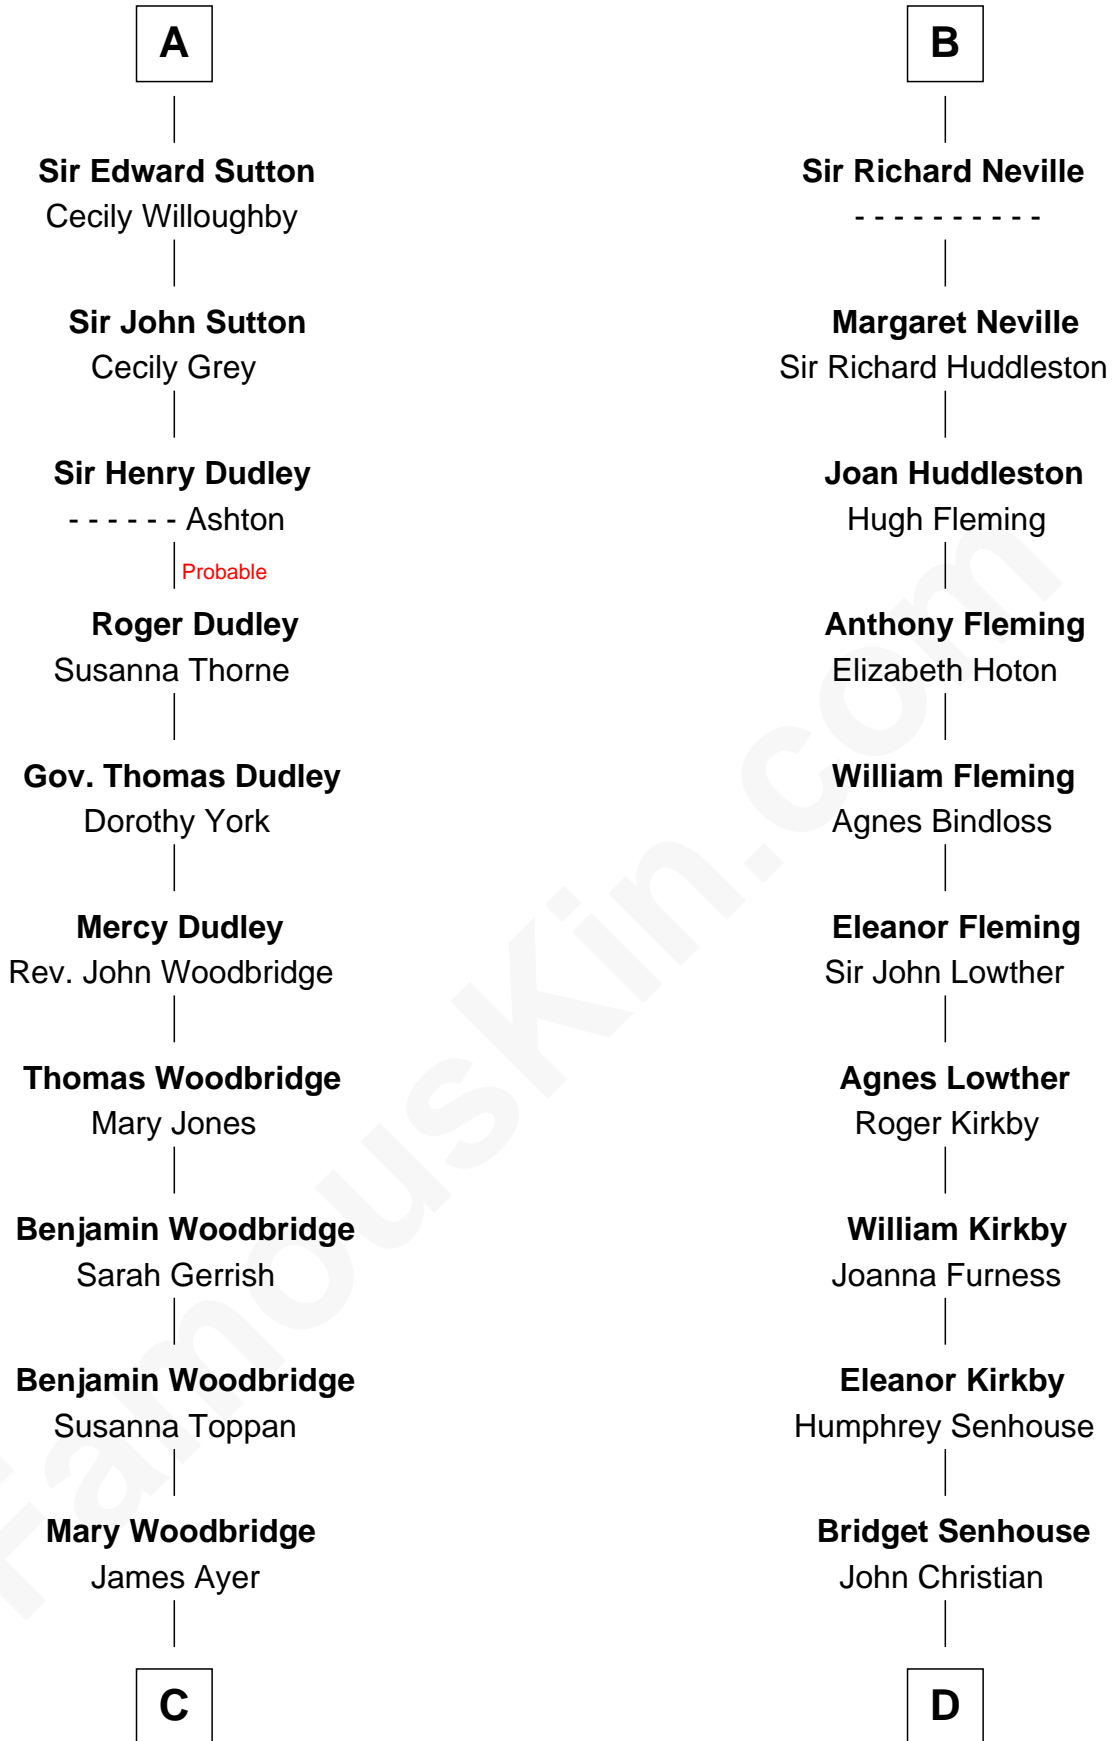 A
Sir Edward Sutton
Cecily Willoughby
Sir John Sutton
Cecily Grey
Sir Henry Dudley
- - - - - - Ashton
Probable
Roger Dudley
Susanna Thorne
Gov. Thomas Dudley
Dorothy York
Mercy Dudley
Rev. John Woodbridge
Thomas Woodbridge
Mary Jones
Benjamin Woodbridge
Sarah Gerrish
Benjamin Woodbridge
Susanna Toppan
Mary Woodbridge
James Ayer
C
B
Sir Richard Neville
- - - - - - - - - -
Margaret Neville
Sir Richard Huddleston
Joan Huddleston
Hugh Fleming
Anthony Fleming
Elizabeth Hoton
William Fleming
Agnes Bindloss
Eleanor Fleming
Sir John Lowther
Agnes Lowther
Roger Kirkby
William Kirkby
Joanna Furness
Eleanor Kirkby
Humphrey Senhouse
Bridget Senhouse
John Christian
D
FamousKin.com